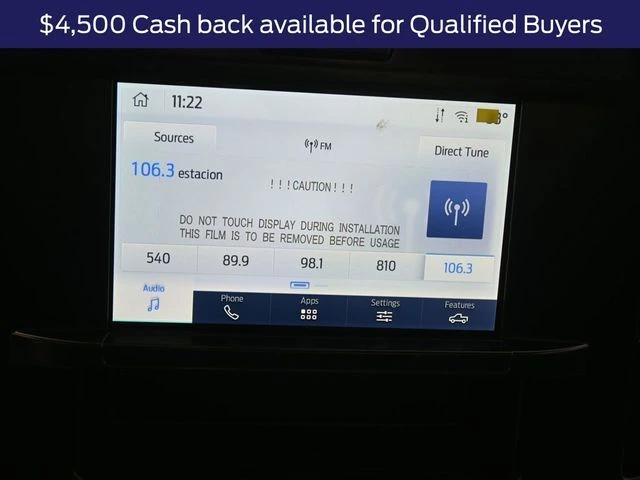 $4,500 Cash back available for Qualified Buyers
11:22
Sources
FM
Direct Tune
106.3 estacion
!!!CAUTION!!!
DO NOT TOUCH DISPLAY DURING INSTALLATION
THIS FILM IS TO BE REMOVED BEFORE USAGE
540 89.9 98.1 810 106.3
Audio Phone Apps Settings Features